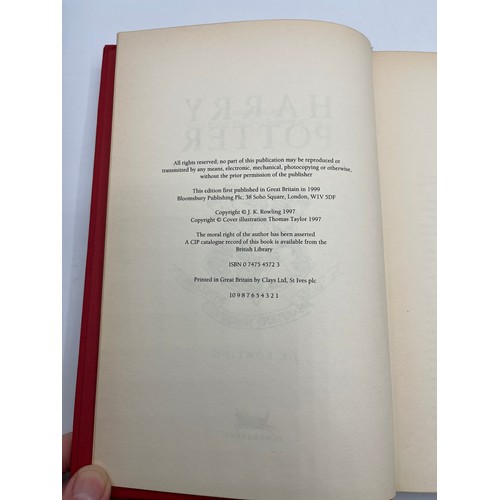 All rights reserved; no part of this publication may be reproduced or
transmitted by any means, electronic, mechanical, photocopying or otherwise,
without the prior permission of the publisher
This edition first published in Great Britain in 1999
Bloomsbury Publishing Plc, 38 Soho Square, London, W1V 5DF
Copyright © J. K. Rowling 1997
Copyright © Cover illustration Thomas Taylor 1997
The moral right of the author has been asserted
A CIP catalogue record of this book is available from the
British Library
ISBN 0 7475 4572 3
Printed in Great Britain by Clays Ltd, St Ives plc
10 9 8 7 6 5 4 3 2 1
HARRY
POTTER
J. K. ROWLING